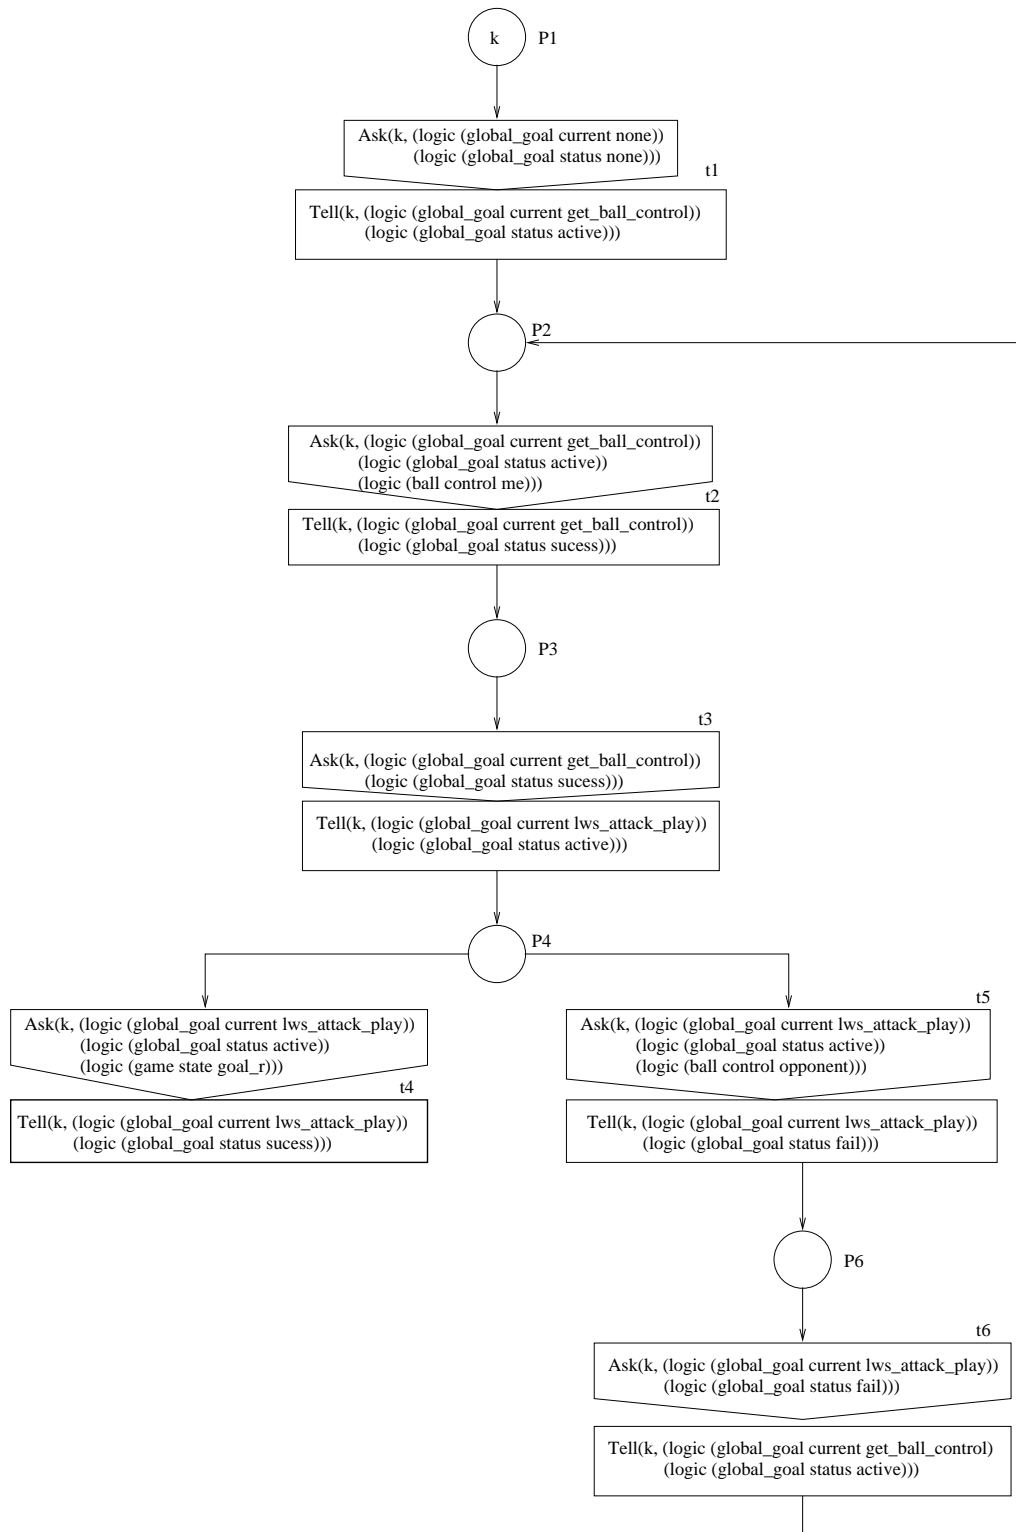 k
P1
Ask(k, (logic (global_goal current none))
(logic (global_goal status none)))
t1
Tell(k, (logic (global_goal current get_ball_control))
(logic (global_goal status active)))
P2
Ask(k, (logic (global_goal current get_ball_control))
(logic (global_goal status active))
(logic (ball control me)))
t2
Tell(k, (logic (global_goal current get_ball_control))
(logic (global_goal status sucess)))
P3
t3
Ask(k, (logic (global_goal current get_ball_control))
(logic (global_goal status sucess)))
Tell(k, (logic (global_goal current lws_attack_play))
(logic (global_goal status active)))
P4
Ask(k, (logic (global_goal current lws_attack_play))
(logic (global_goal status active))
(logic (game state goal_r)))
t4
Tell(k, (logic (global_goal current lws_attack_play))
(logic (global_goal status sucess)))
t5
Ask(k, (logic (global_goal current lws_attack_play))
(logic (global_goal status active))
(logic (ball control opponent)))
Tell(k, (logic (global_goal current lws_attack_play))
(logic (global_goal status fail)))
P6
t6
Ask(k, (logic (global_goal current lws_attack_play))
(logic (global_goal status fail)))
Tell(k, (logic (global_goal current get_ball_control)
(logic (global_goal status active)))